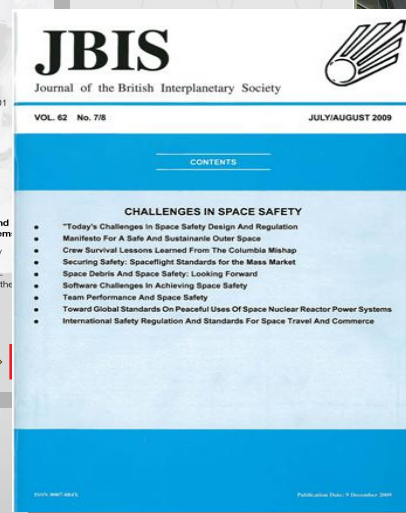 JBIS
Journal of the British Interplanetary Society
VOL. 62 No. 7/8 JULY/AUGUST 2009
CONTENTS
CHALLENGES IN SPACE SAFETY
• "Today's Challenges In Space Safety Design And Regulation
• Manifesto For A Safe And Sustainanle Outer Space
• Crew Survival Lessons Learned From The Columbia Mishap
• Securing Safety: Spaceflight Standards for the Mass Market
• Space Debris And Space Safety: Looking Forward
• Software Challenges In Achieving Space Safety
• Team Performance And Space Safety
• Toward Global Standards On Peaceful Uses Of Space Nuclear Reactor Power Systems
• International Safety Regulation And Standards For Space Travel And Commerce
Publication Date: 9 December 2009